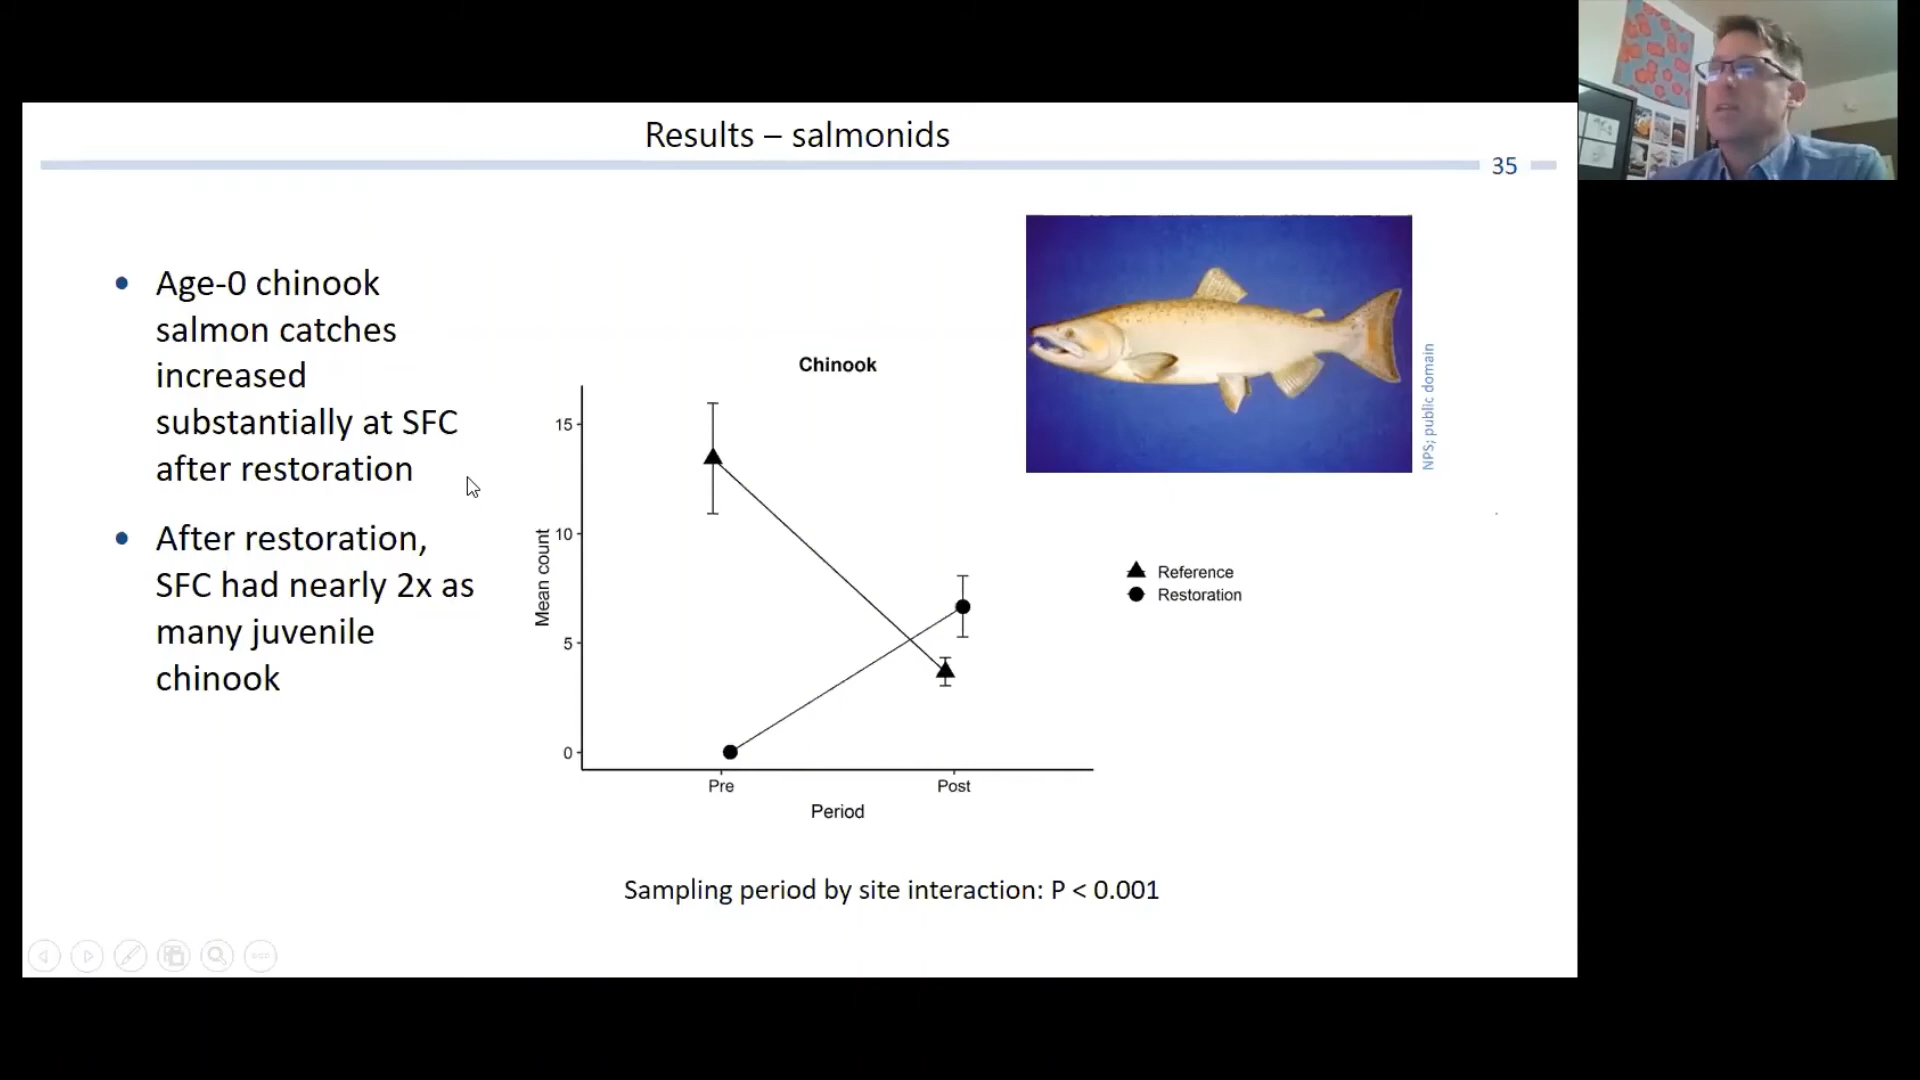 Results – salmonids
35
• Age-0 chinook
salmon catches
increased
substantially at SFC
after restoration
• After restoration,
SFC had nearly 2x as
many juvenile
chinook
NPS; public domain
Chinook
15
10
5
0
Mean count
Pre
Post
Period
Reference
Restoration
Sampling period by site interaction: P < 0.001